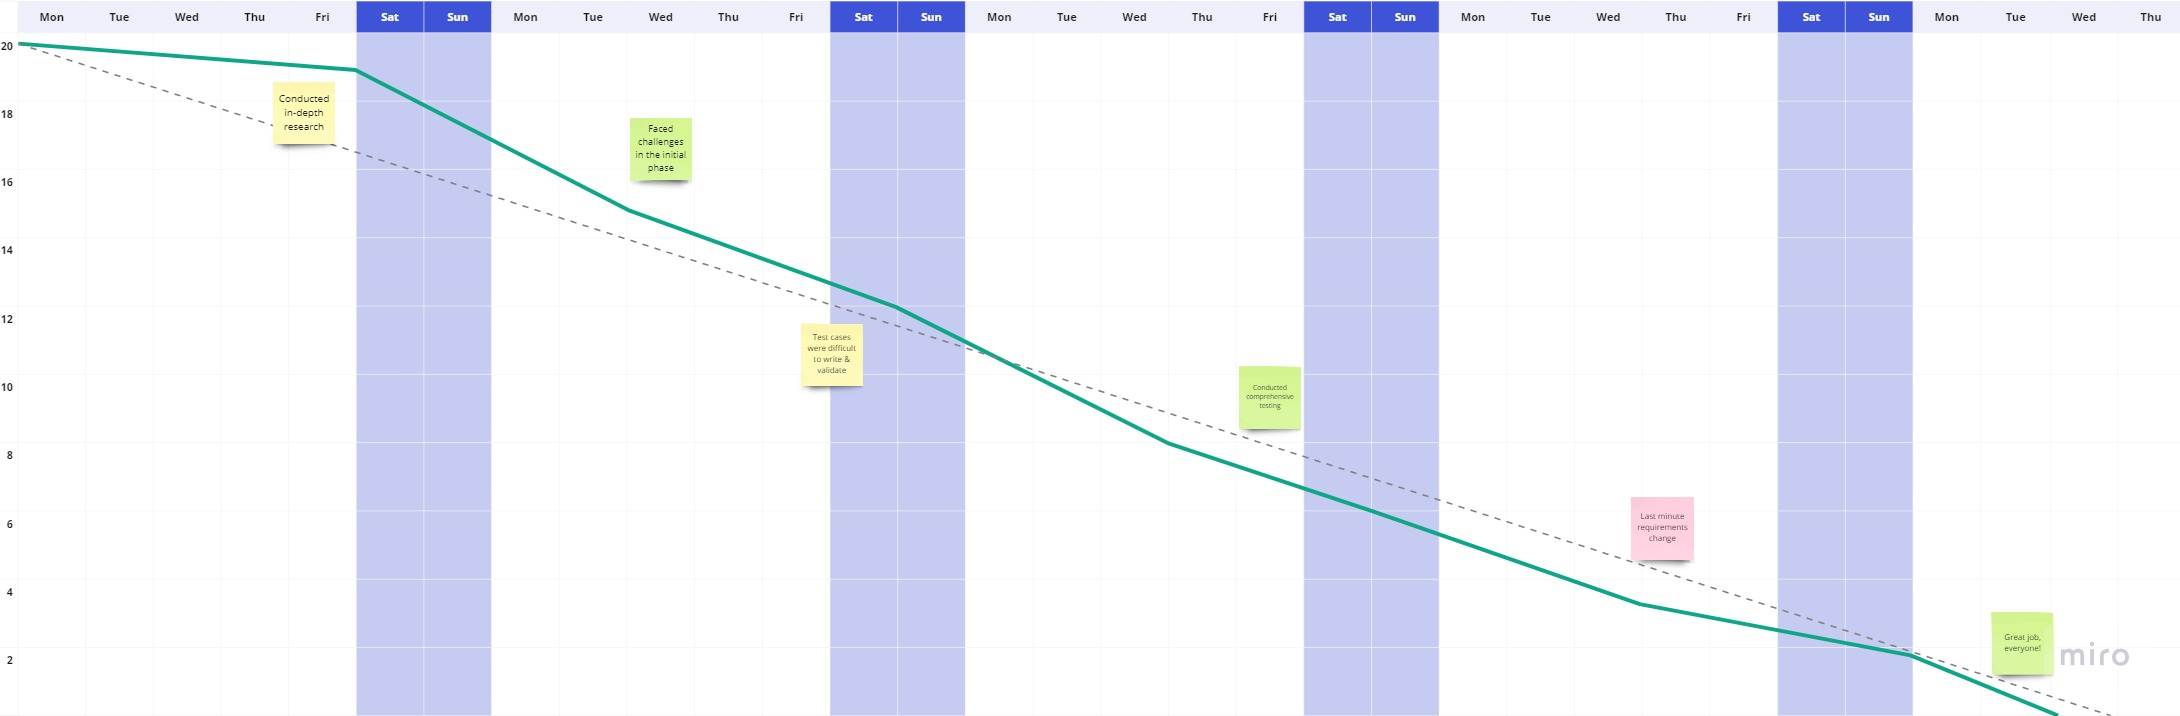 Mon Tue Wed Thu Fri Sat Sun Mon Tue Wed Thu Fri Sat Sun Mon Tue Wed Thu Fri Sat Sun Mon Tue Wed Thu Fri Sat Sun Mon Tue Wed Thu
20
18
16
14
12
10
8
6
4
2
Conducted
in-depth
research
Faced
challenges
in the initial
phase
Test cases
were difficult
to write &
validate
Conducted
comprehensive
testing
Last minute
requirements
change
Great job,
everyone!
miro